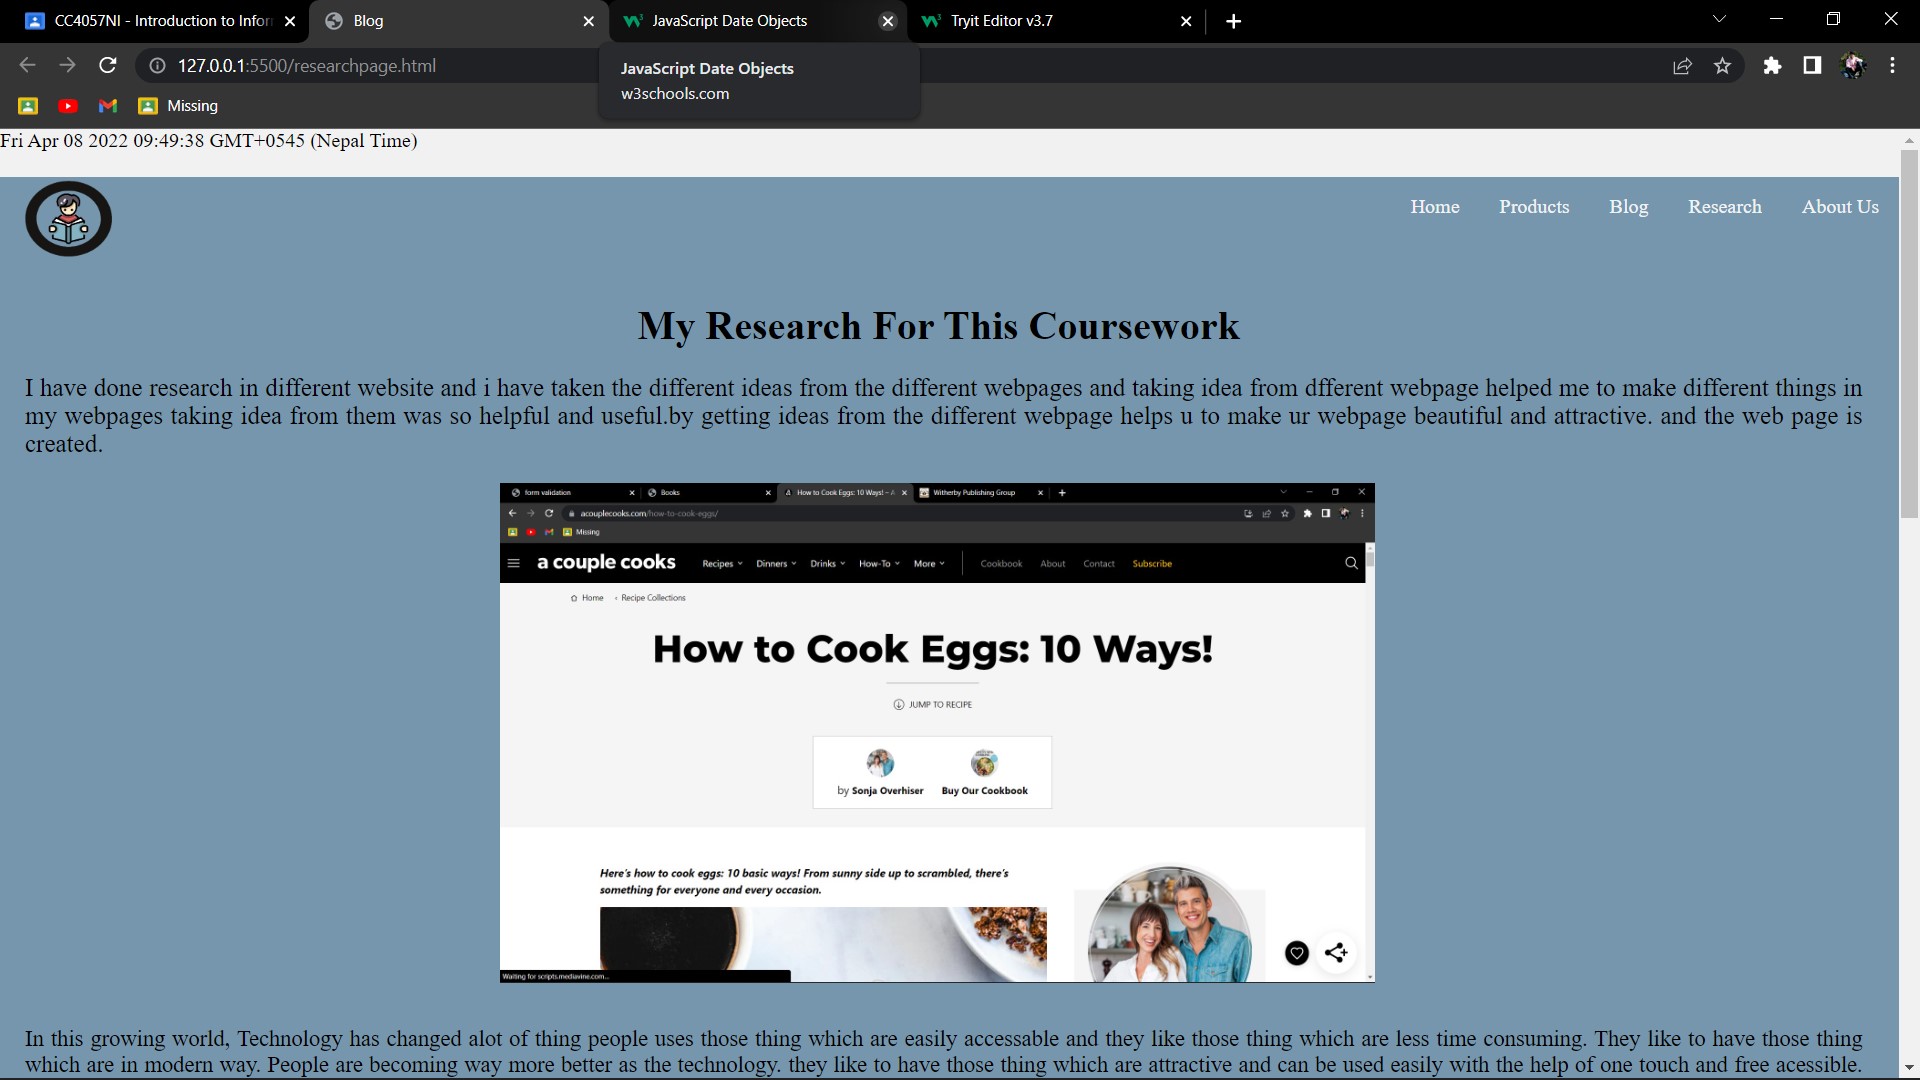 CC4057NI - Introduction to Infor
Blog
JavaScript Date Objects
Tryit Editor v3.7
127.0.0.1:5500/researchpage.html
JavaScript Date Objects
w3schools.com
Missing
Fri Apr 08 2022 09:49:38 GMT+0545 (Nepal Time)
Home Products Blog Research About Us
My Research For This Coursework
I have done research in different website and i have taken the different ideas from the different webpages and taking idea from dfferent webpage helped me to make different things in
my webpages taking idea from them was so helpful and useful.by getting ideas from the different webpage helps u to make ur webpage beautiful and attractive. and the web page is
created.
form validation
Books
How to Cook Eggs: 10 Ways! - A
Witherby Publishing Group
acouplecooks.com/how-to-cook-eggs/
Missing
a couple cooks Recipes Dinners Drinks How-To More Cookbook About Contact Subscribe
Home Recipe Collections
How to Cook Eggs: 10 Ways!
JUMP TO RECIPE
by Sonja Overhiser Buy Our Cookbook
Here's how to cook eggs: 10 basic ways! From sunny side up to scrambled, there's
something for everyone and every occasion.
Waiting for scripts.mediavine.com...
In this growing world, Technology has changed alot of thing people uses those thing which are easily accessable and they like those thing which are less time consuming. They like to have those thing
which are in modern way. People are becoming way more better as the technology. they like to have those thing which are attractive and can be used easily with the help of one touch and free acessible.